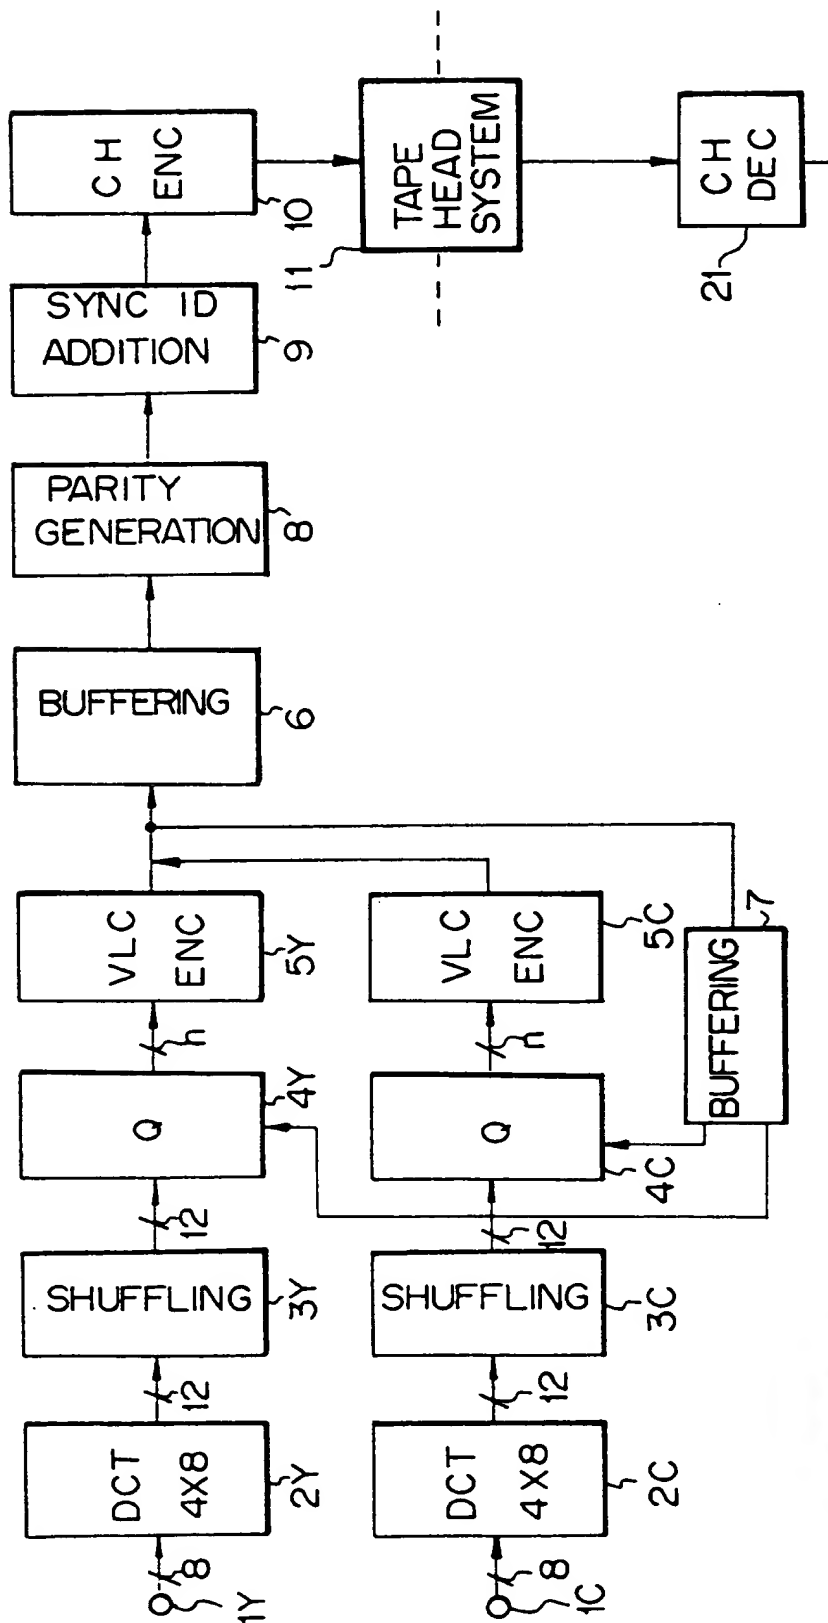 1Y
8
DCT
4X8
2Y
12
SHUFFLING
3Y
12
Q
4Y
n
VLC
ENC
5Y
BUFFERING
6
PARITY
GENERATION
8
SYNC ID
ADDITION
9
CH
ENC
10
1C
8
DCT
4X8
2C
12
SHUFFLING
3C
12
Q
4C
n
VLC
ENC
5C
BUFFERING
7
TAPE
HEAD
SYSTEM
11
CH
DEC
21